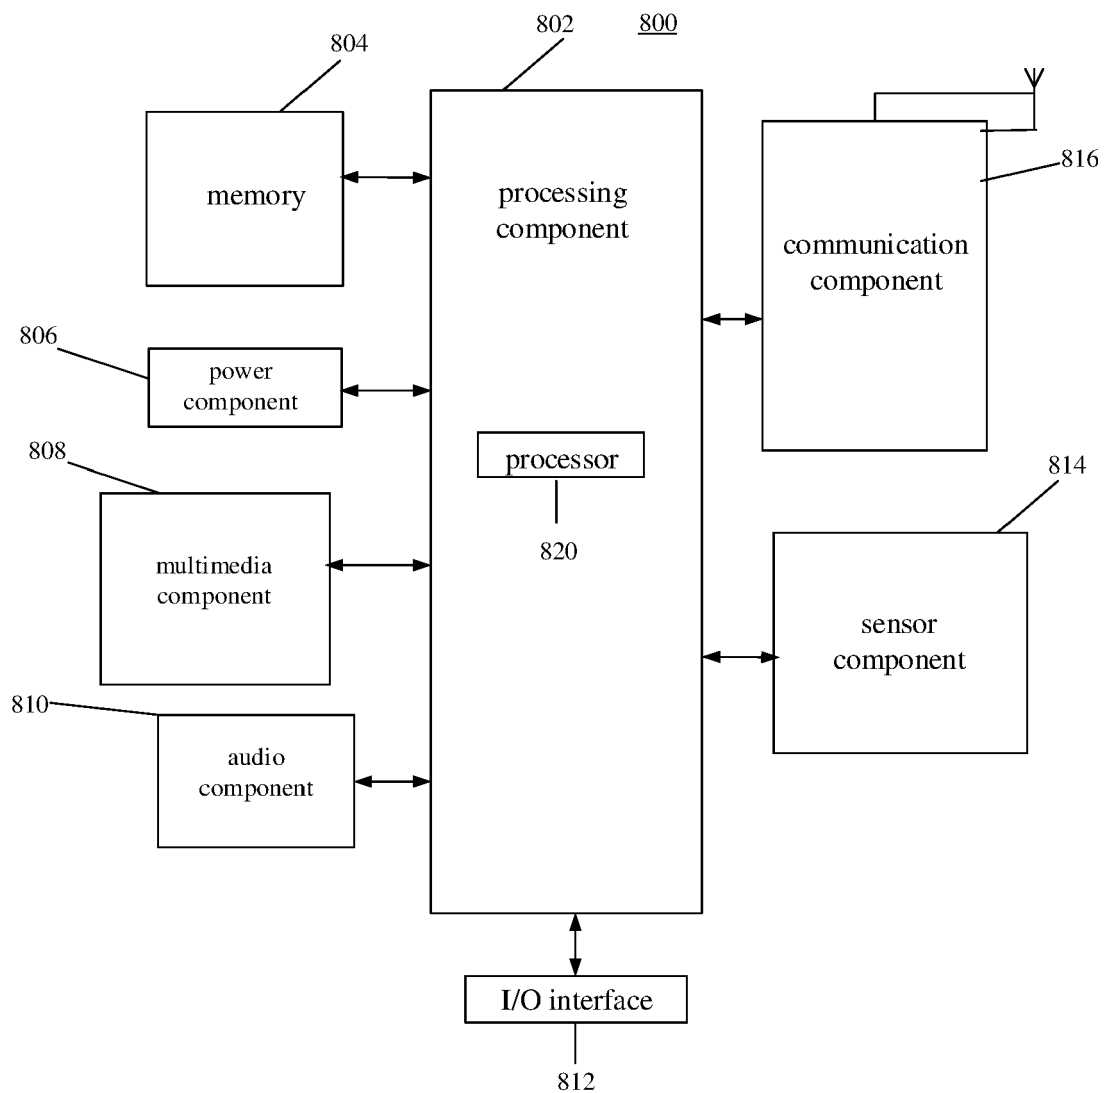 802
800
804
memory
processing
component
816
communication
component
806
power
component
808
processor
820
814
multimedia
component
sensor
component
810
audio
component
I/O interface
812